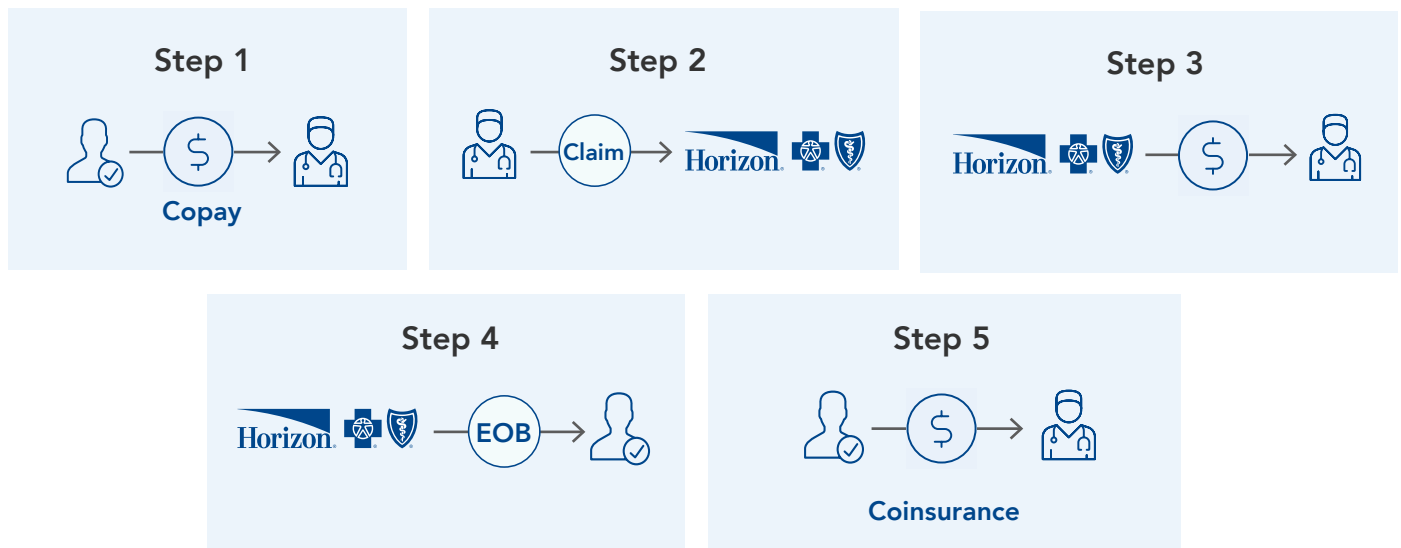 Step 1
Copay
Step 2
Claim
Horizon®
® ®
Step 3
Horizon®
® ®
Step 4
Horizon®
® ®
EOB
Step 5
Coinsurance